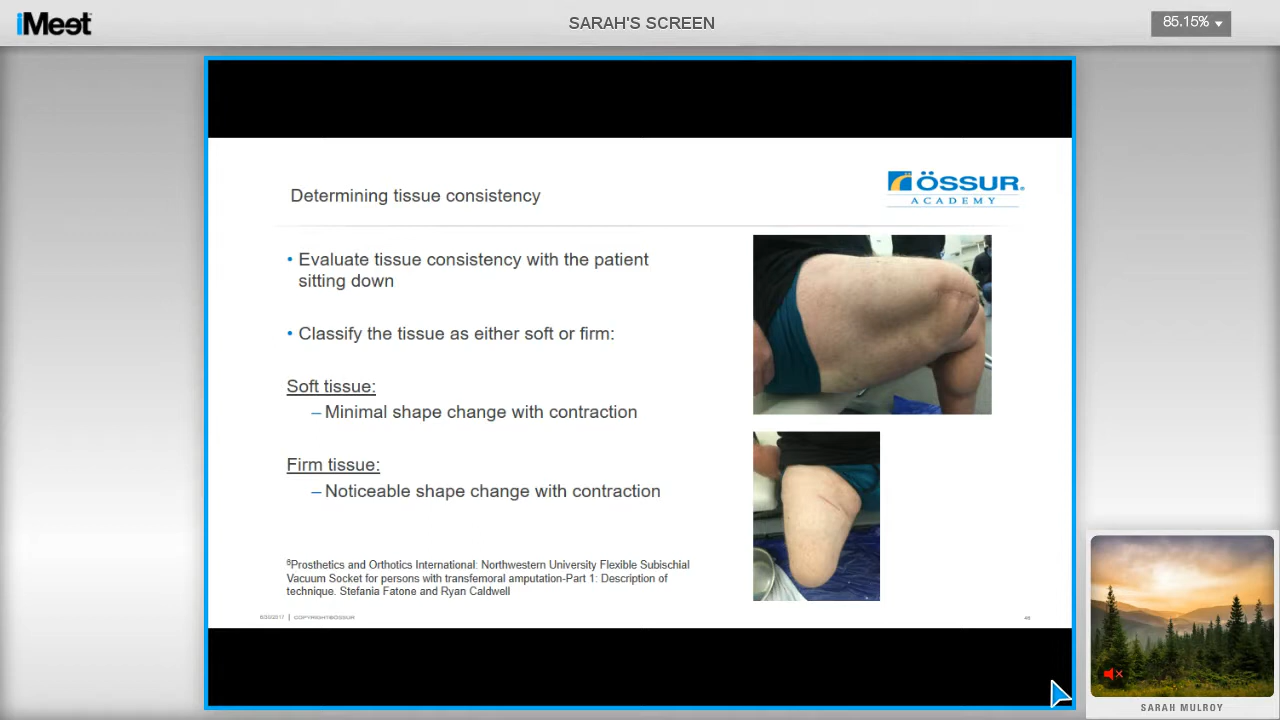 iMeet
SARAH'S SCREEN
85.15%
Determining tissue consistency
ÖSSUR®
ACADEMY
• Evaluate tissue consistency with the patient
sitting down
• Classify the tissue as either soft or firm:
Soft tissue:
– Minimal shape change with contraction
Firm tissue:
– Noticeable shape change with contraction
⁸Prosthetics and Orthotics International: Northwestern University Flexible Subischial
Vacuum Socket for persons with transfemoral amputation-Part 1: Description of
technique. Stefania Fatone and Ryan Caldwell
COPYRIGHT©ÖSSUR
SARAH MULROY